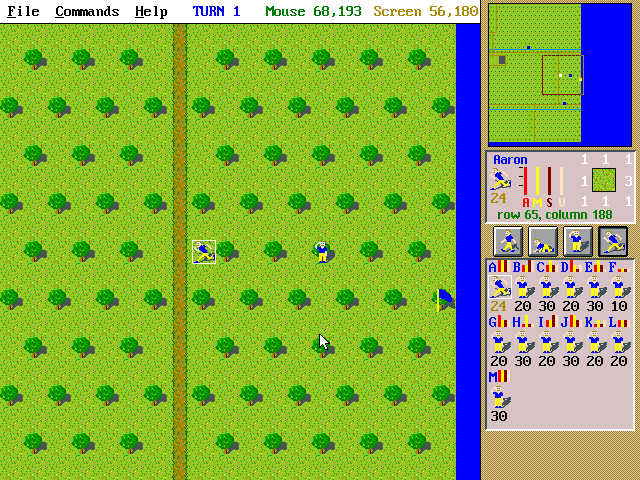 File Commands Help TURN 1 Mouse 68,193 Screen 56,180
Aaron 1 1 1
1 3
24 A M S U 1 1 1
row 65, column 188
A B C D E F
24 20 30 20 30 10
G H I J K L
20 30 20 30 20 20
M
30